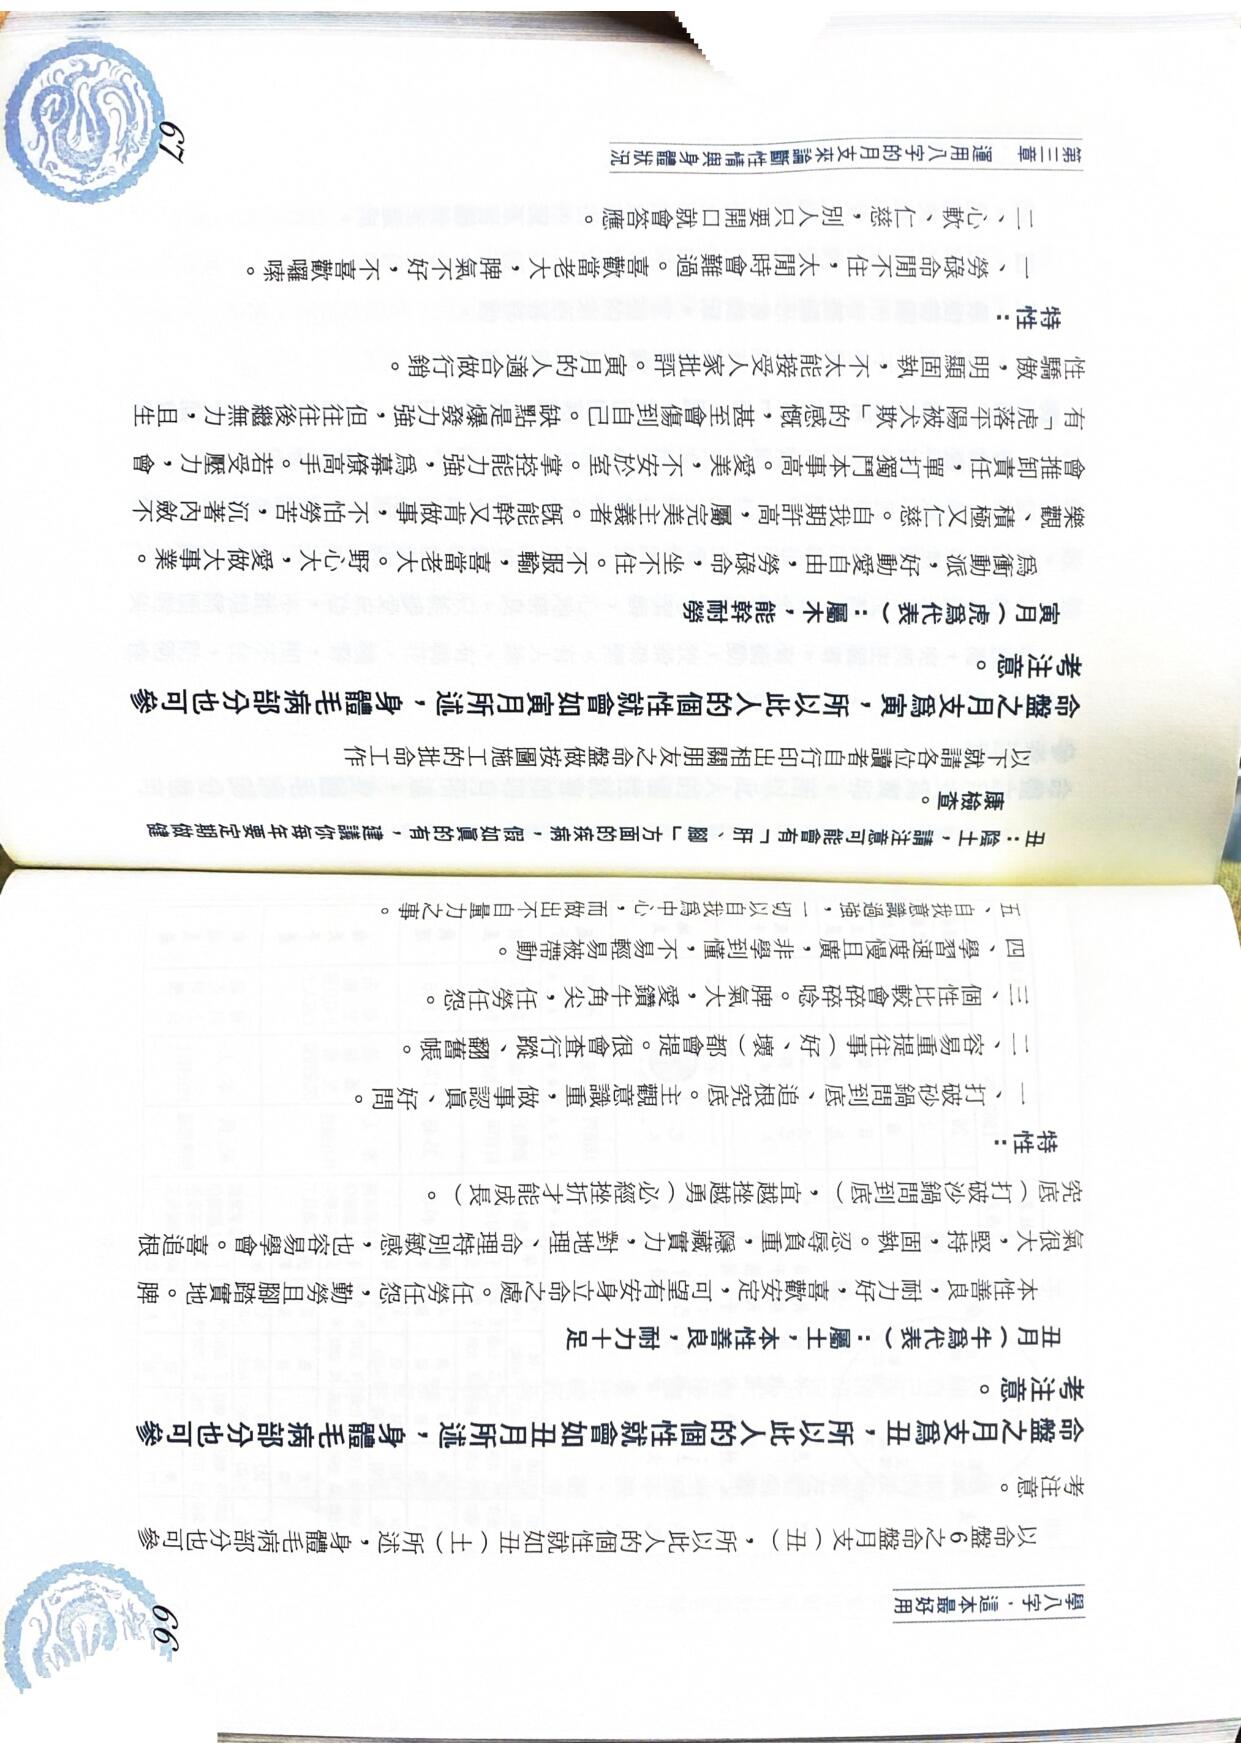 學八字，這本最好用
以命盤6之命盤月支（丑），所以此人的個性就如丑（土）所述，身體毛病部分也可參
考注意。
命盤之月支爲丑，所以此人的個性就會如丑月所述，身體毛病部分也可參
考注意。
丑月（牛爲代表）：屬土，本性善良，耐力十足
本性善良，耐力好，喜歡安定，可望有安身立命之處。任勞任怨，勤勞且腳踏實地。脾
氣很大，堅持，固執。忍辱負重，隱藏實力，對地理、命理特別敏感，也容易學會。喜追根
究底（打破沙鍋問到底），宜越挫越勇（必經挫折才能成長）。
特性：
一、打破砂鍋問到底、追根究底。主觀意識重，做事認眞、好問。
二、容易重提往事（好、壞）都會提。很會查行蹤、翻舊帳。
三、個性比較會碎碎唸。脾氣大，愛鑽牛角尖，任勞任怨。
四、學習速度慢且廣，非學到懂，不易輕易被帶動。
五、自我意識過強，一切以自我爲中心，而做出不自量力之事。
66
丑：陰土，請注意可能會有「肝、腳」方面的疾病，假如眞的有，建議你每年要定期做健
康檢查。
以下就請各位讀者自行印出相關朋友之命盤做按圖施工的批命工作
命盤之月支爲寅，所以此人的個性就會如寅月所述，身體毛病部分也可參
考注意。
寅月（虎爲代表）：屬木，能幹耐勞
爲衝動派，好動愛自由，勞碌命，坐不住。不服輸，喜當老大。野心大，愛做大事業。
樂觀、積極又仁慈。自我期許高，屬完美主義者。既能幹又肯做事，不怕勞苦，沉著內斂不
會推卸責任，單打獨鬥本事高。愛美，不安於室。掌控能力強，爲幕僚高手。若受壓力，會
有「虎落平陽被犬欺」的感慨，甚至會傷到自己。缺點是爆發力強，但往往後繼無力，且生
性驕傲，明顯固執，不太能接受人家批評。寅月的人適合做行銷。
特性：
一、勞碌命閒不住，太閒時會難過。喜歡當老大，脾氣不好，不喜歡囉嗦。
二、心軟、仁慈，別人只要開口就會答應。
第三章　運用八字的月支來論斷性情與身體狀況
67